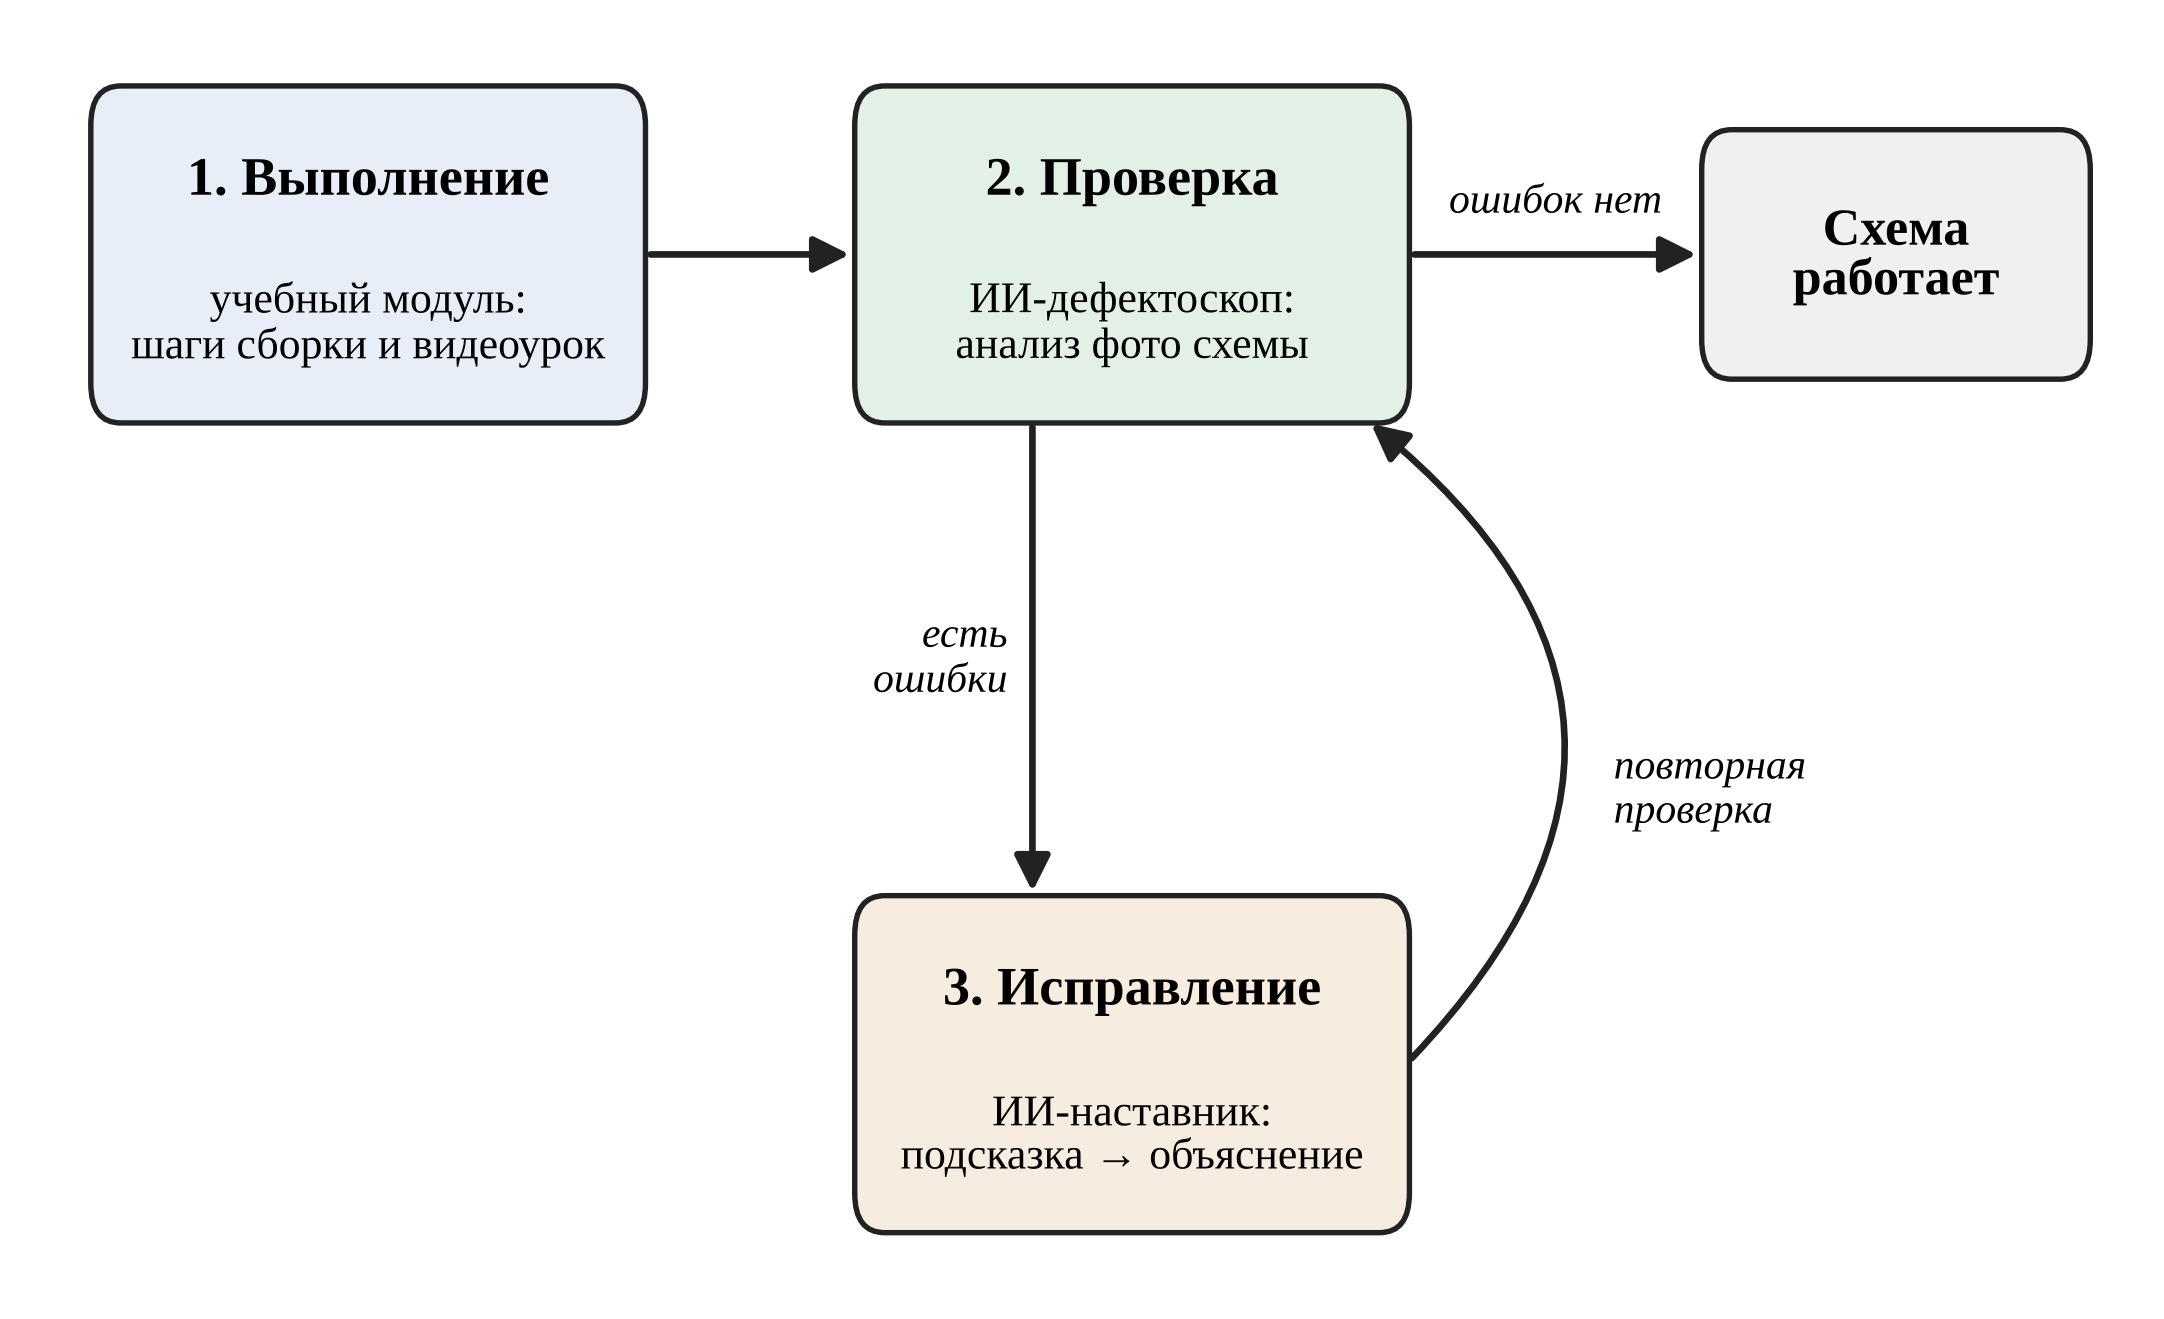 1. Выполнение
учебный модуль:
шаги сборки и видеоурок
2. Проверка
ИИ-дефектоскоп:
анализ фото схемы
ошибок нет
Схема
работает
есть
ошибки
повторная
проверка
3. Исправление
ИИ-наставник:
подсказка → объяснение